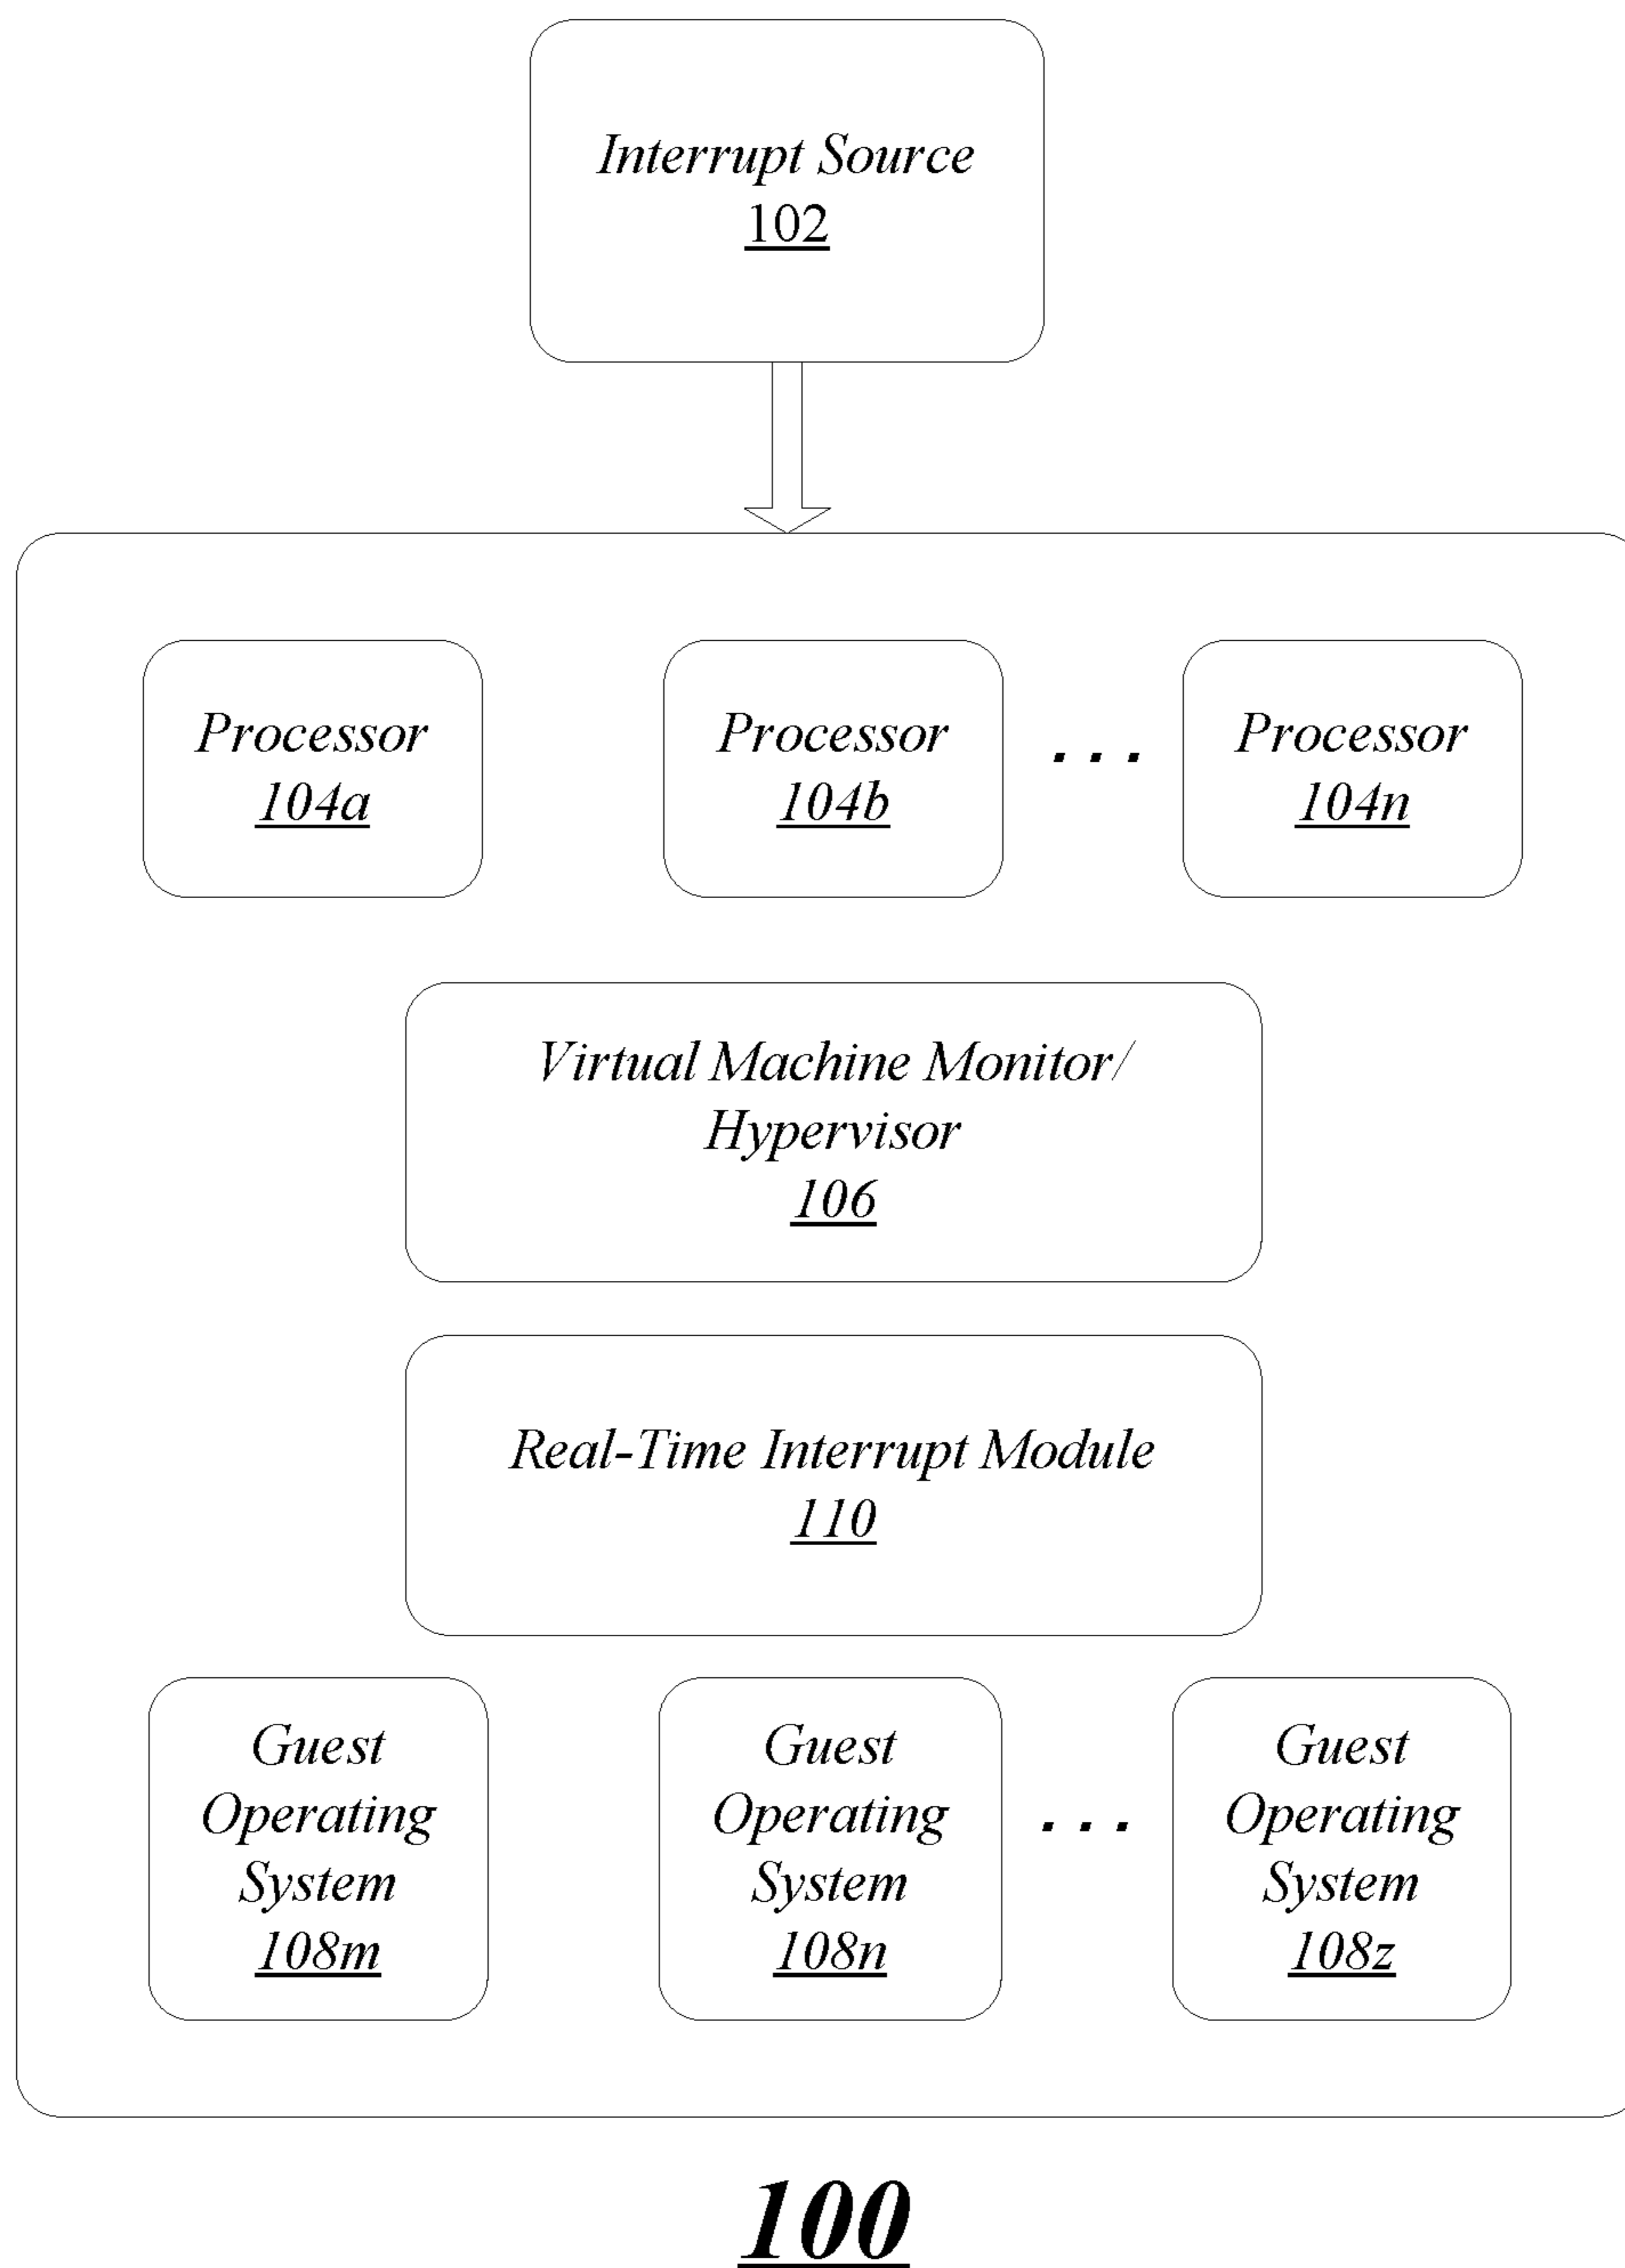 Interrupt Source
102
Processor
104a
Processor
104b
. . .
Processor
104n
Virtual Machine Monitor/
Hypervisor
106
Real-Time Interrupt Module
110
Guest
Operating
System
108m
Guest
Operating
System
108n
. . .
Guest
Operating
System
108z
100